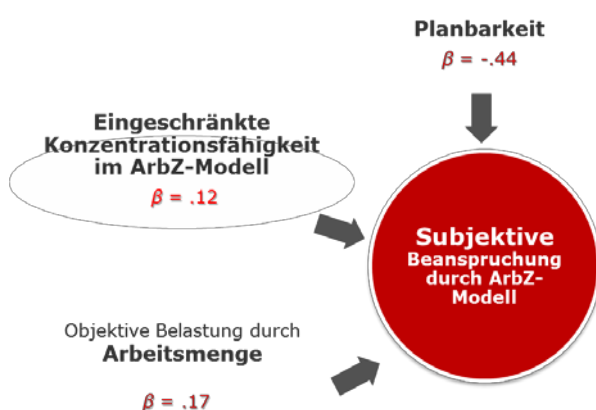 Planbarkeit
β = -.44
Eingeschränkte
Konzentrationsfähigkeit
im ArbZ-Modell
β = .12
Subjektive
Beanspruchung
durch ArbZ-
Modell
Objektive Belastung durch
Arbeitsmenge
β = .17